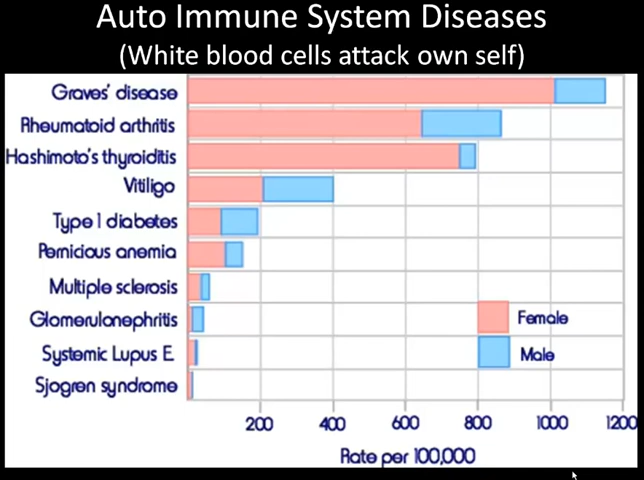 Auto Immune System Diseases
(White blood cells attack own self)
Graves' disease
Rheumatoid arthritis
Hashimoto's thyroiditis
Vitiligo
Type 1 diabetes
Pernicious anemia
Multiple sclerosis
Glomerulonephritis
Female
Systemic Lupus E.
Male
Sjogren syndrome
200 400 600 800 1000 1200
Rate per 100,000